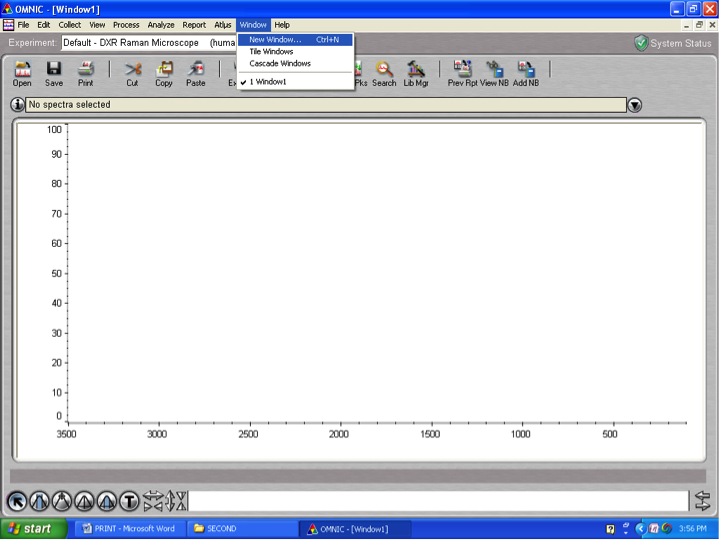 OMNIC - [Window1]
File Edit Collect View Process Analyze Report Atlµs Window Help
Experiment: Default - DXR Raman Microscope (huma
System Status
New Window... Ctrl+N
Tile Windows
Cascade Windows
1 Window1
Open Save Print Cut Copy Paste Pks Search Lib Mgr Prev Rpt View NB Add NB
No spectra selected
100
90
80
70
60
50
40
30
20
10
0
3500 3000 2500 2000 1500 1000 500
T
start PRINT - Microsoft Word SECOND OMNIC - [Window1] 3:56 PM